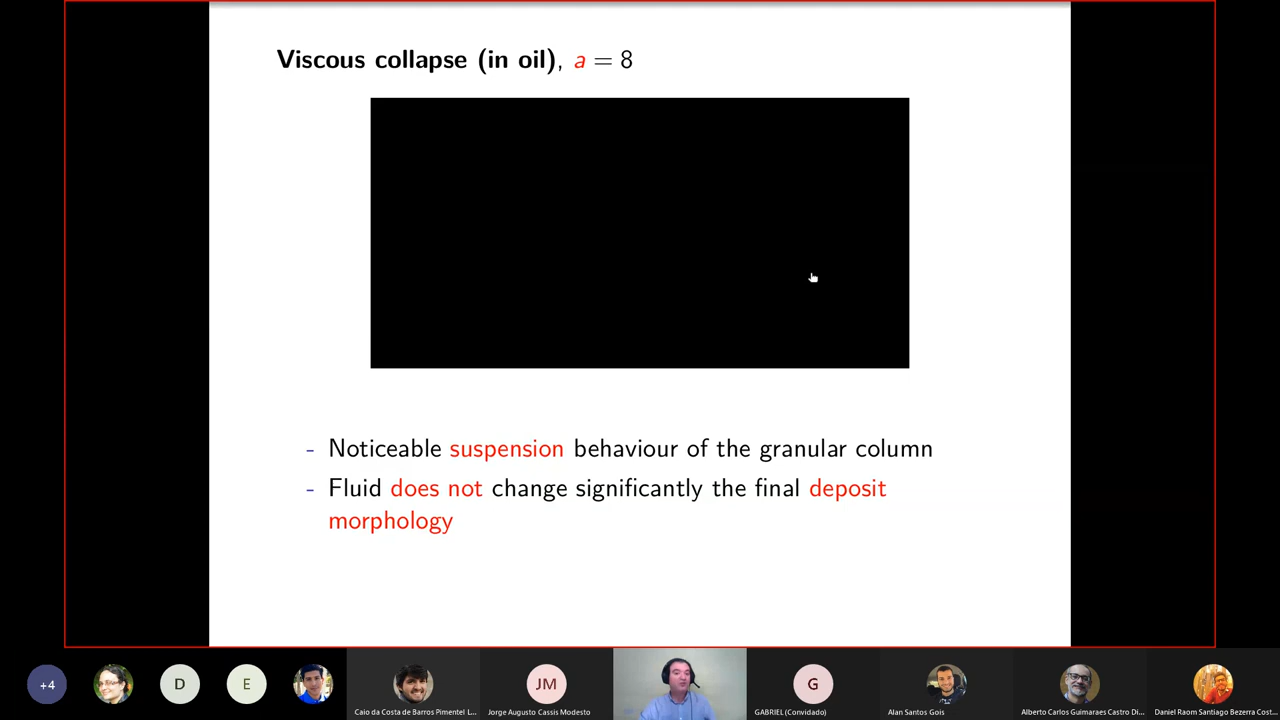 Viscous collapse (in oil), a = 8
- Noticeable suspension behaviour of the granular column
- Fluid does not change significantly the final deposit
morphology
+4
D
E
JM
G
Caio da Costa de Barros Pimentel L...
Jorge Augusto Cassis Modesto
GABRIEL (Convidado)
Alan Santos Gois
Alberto Carlos Guimaraes Castro Di...
Daniel Raom Santiago Bezerra Cost...